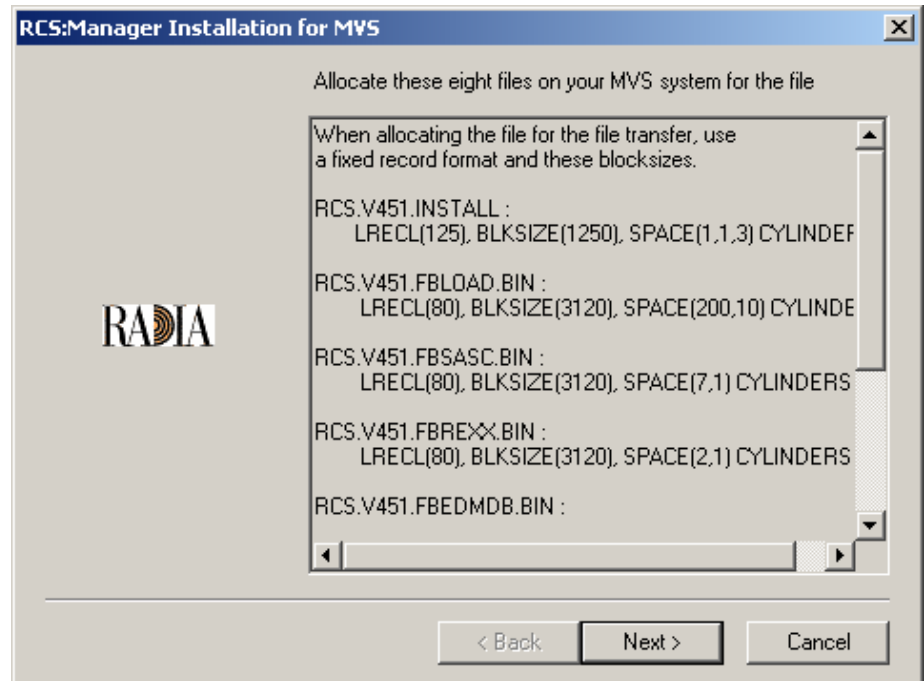 RCS:Manager Installation for MVS
Allocate these eight files on your MVS system for the file
When allocating the file for the file transfer, use
a fixed record format and these blocksizes.
RCS.V451.INSTALL :
LRECL(125), BLKSIZE(1250), SPACE(1,1,3) CYLINDER
RCS.V451.FBLOAD.BIN :
LRECL(80), BLKSIZE(3120), SPACE(200,10) CYLINDE
RCS.V451.FBSASC.BIN :
LRECL(80), BLKSIZE(3120), SPACE(7,1) CYLINDERS
RCS.V451.FBREXX.BIN :
LRECL(80), BLKSIZE(3120), SPACE(2,1) CYLINDERS
RCS.V451.FBEDMDB.BIN :
RADIA
< Back
Next >
Cancel